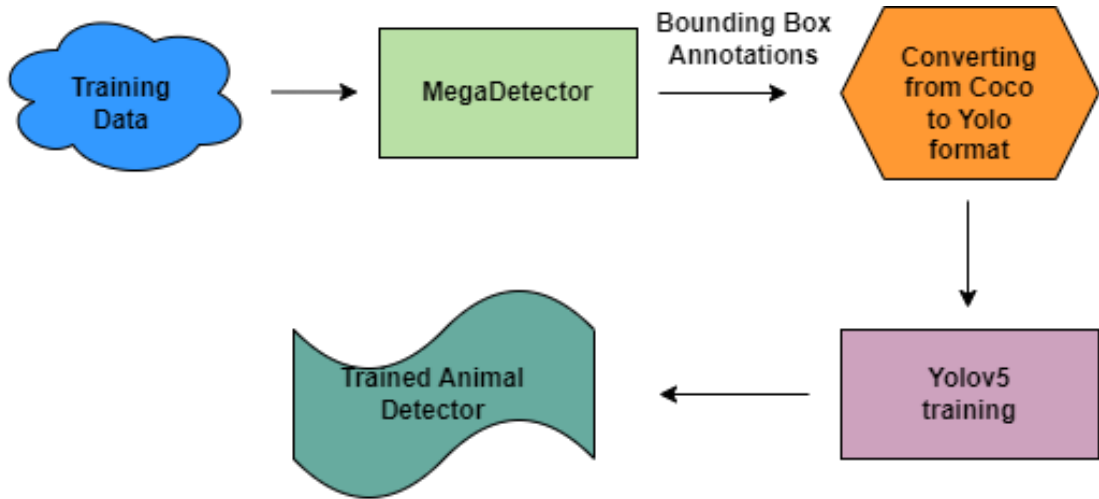 Training
Data
MegaDetector
Bounding Box
Annotations
Converting
from Coco
to Yolo
format
Yolov5
training
Trained Animal
Detector